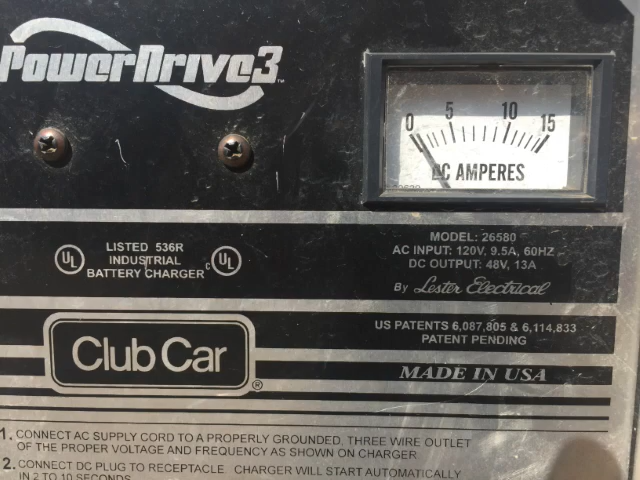 PowerDrive3™
0 5 10 15
DC AMPERES
LISTED 536R
INDUSTRIAL
BATTERY CHARGER
UL
C UL
MODEL: 26580
AC INPUT: 120V, 9.5A, 60HZ
DC OUTPUT: 48V, 13A
By Lester Electrical
US PATENTS 6,087,805 & 6,114,833
PATENT PENDING
Club Car®
MADE IN USA
1. CONNECT AC SUPPLY CORD TO A PROPERLY GROUNDED, THREE WIRE OUTLET
OF THE PROPER VOLTAGE AND FREQUENCY AS SHOWN ON CHARGER
2. CONNECT DC PLUG TO RECEPTACLE. CHARGER WILL START AUTOMATICALLY
IN 2 TO 10 SECONDS